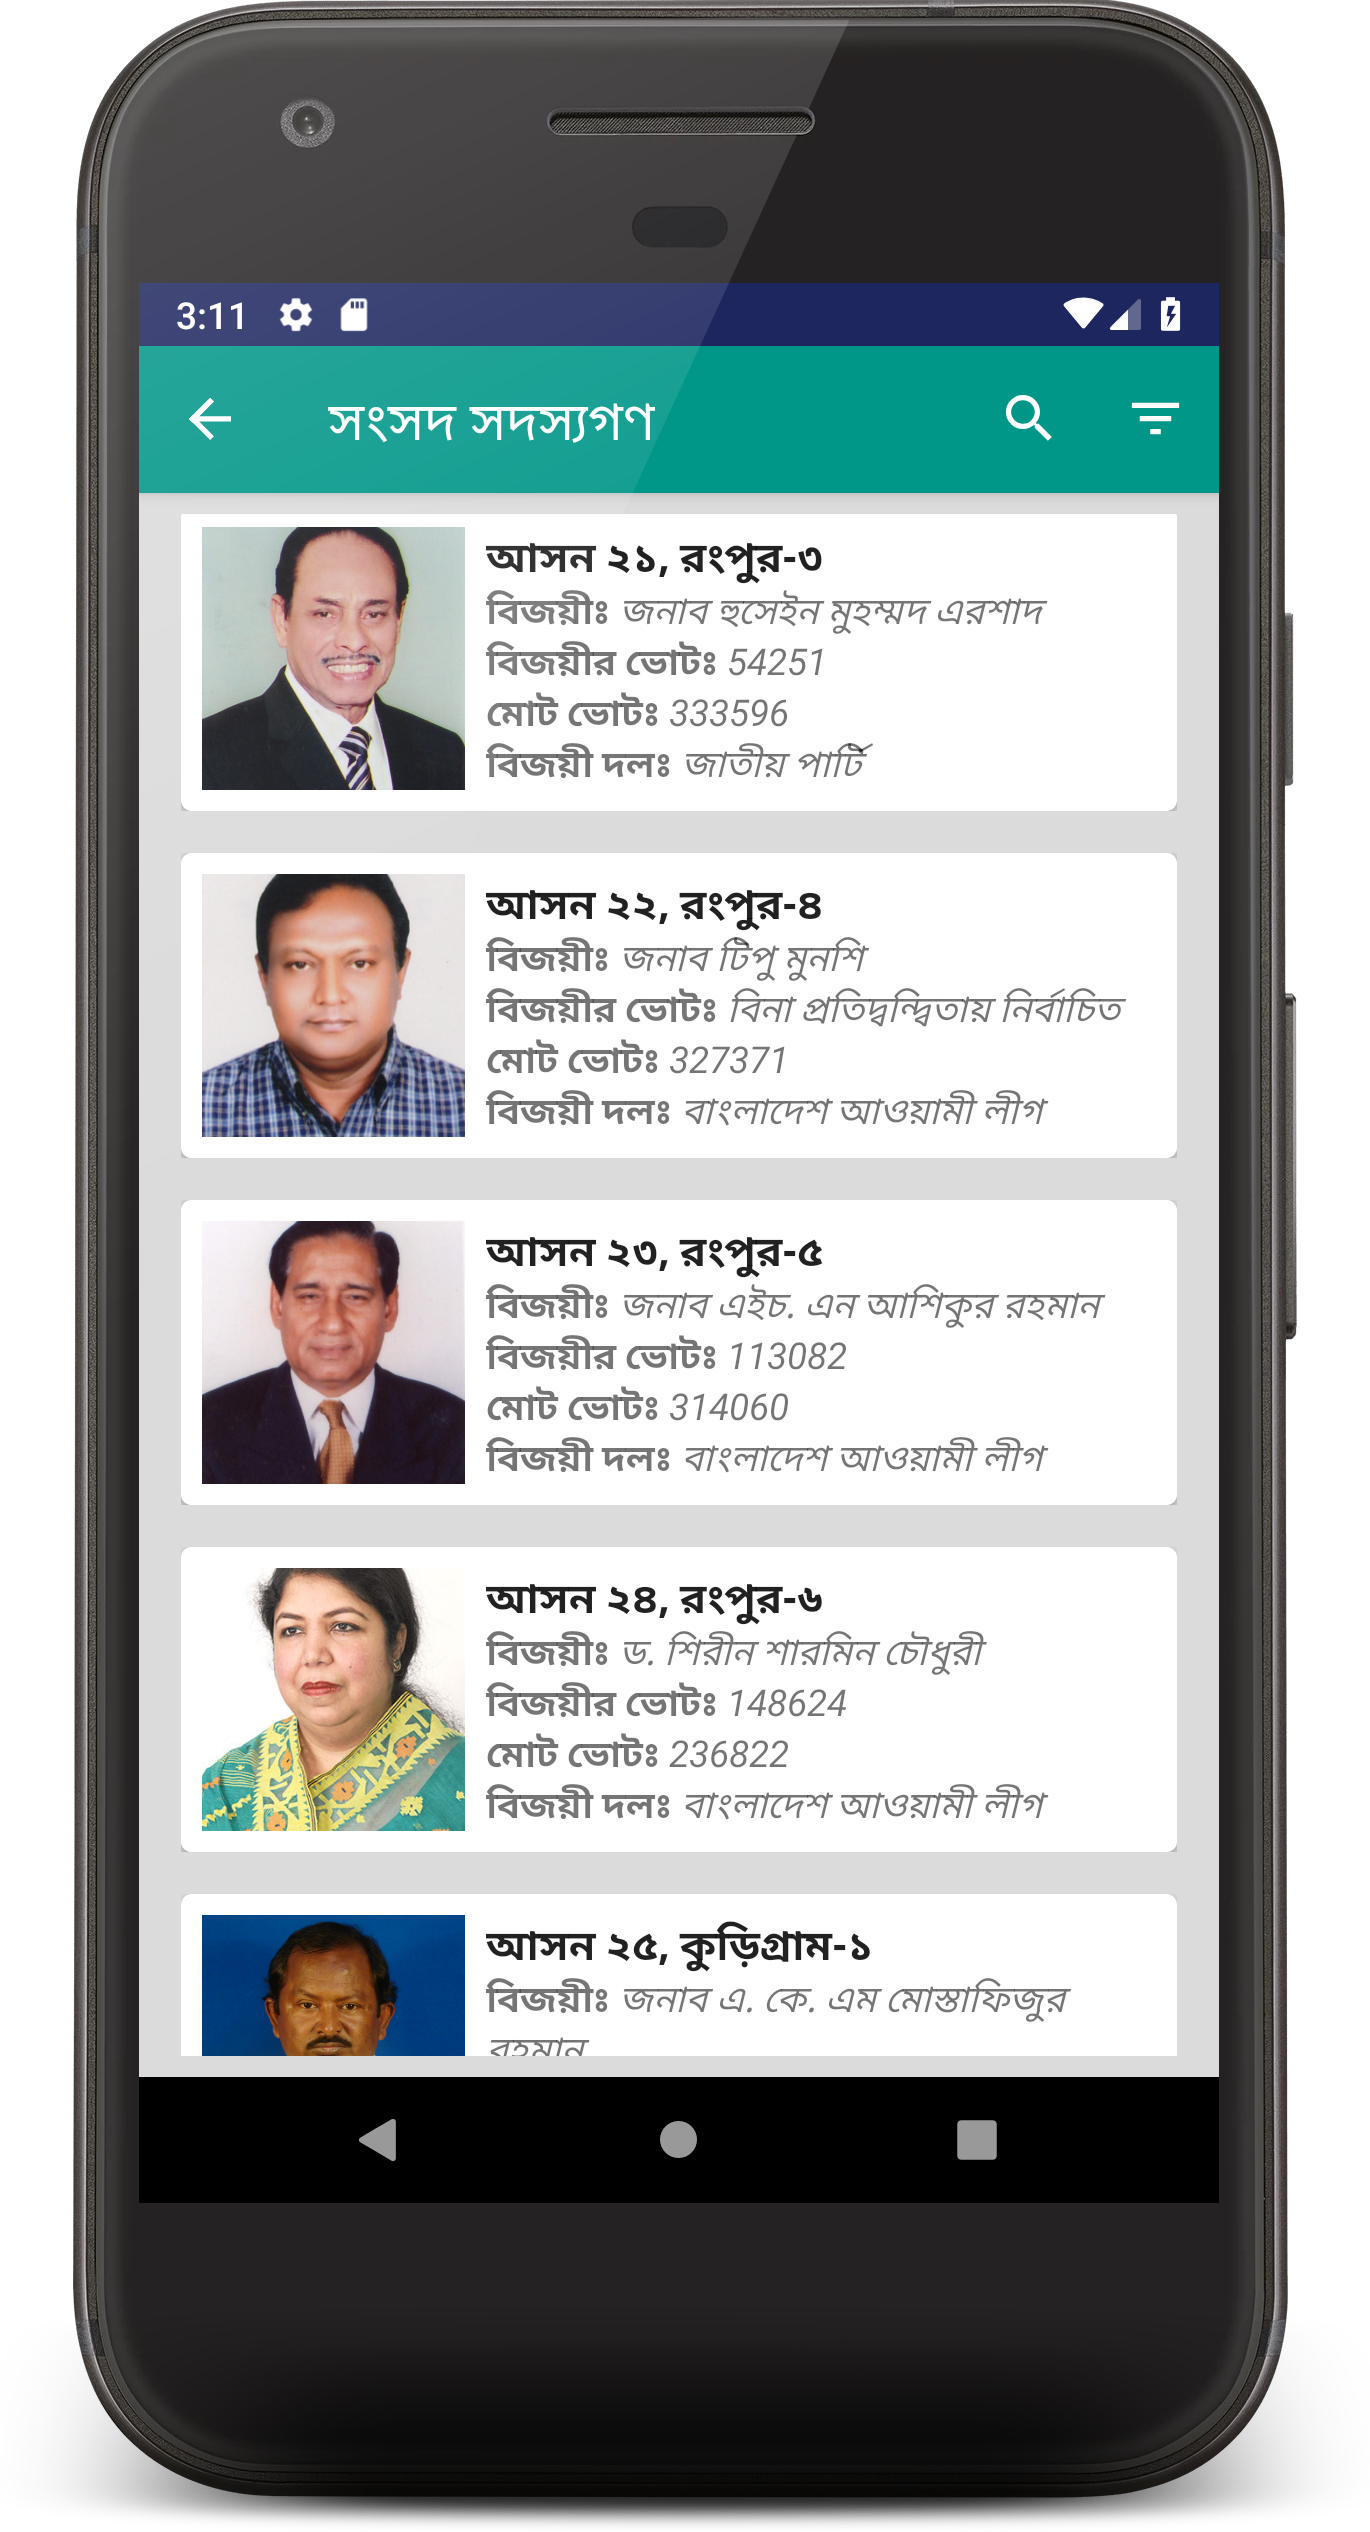 3:11
সংসদ সদস্যগণ
আসন ২১, রংপুর-৩
বিজয়ীঃ জনাব হুসেইন মুহম্মদ এরশাদ
বিজয়ীর ভোটঃ 54251
মোট ভোটঃ 333596
বিজয়ী দলঃ জাতীয় পার্টি
আসন ২২, রংপুর-৪
বিজয়ীঃ জনাব টিপু মুনশি
বিজয়ীর ভোটঃ বিনা প্রতিদ্বন্দ্বিতায় নির্বাচিত
মোট ভোটঃ 327371
বিজয়ী দলঃ বাংলাদেশ আওয়ামী লীগ
আসন ২৩, রংপুর-৫
বিজয়ীঃ জনাব এইচ. এন আশিকুর রহমান
বিজয়ীর ভোটঃ 113082
মোট ভোটঃ 314060
বিজয়ী দলঃ বাংলাদেশ আওয়ামী লীগ
আসন ২৪, রংপুর-৬
বিজয়ীঃ ড. শিরীন শারমিন চৌধুরী
বিজয়ীর ভোটঃ 148624
মোট ভোটঃ 236822
বিজয়ী দলঃ বাংলাদেশ আওয়ামী লীগ
আসন ২৫, কুড়িগ্রাম-১
বিজয়ীঃ জনাব এ. কে. এম মোস্তাফিজুর
রহমান